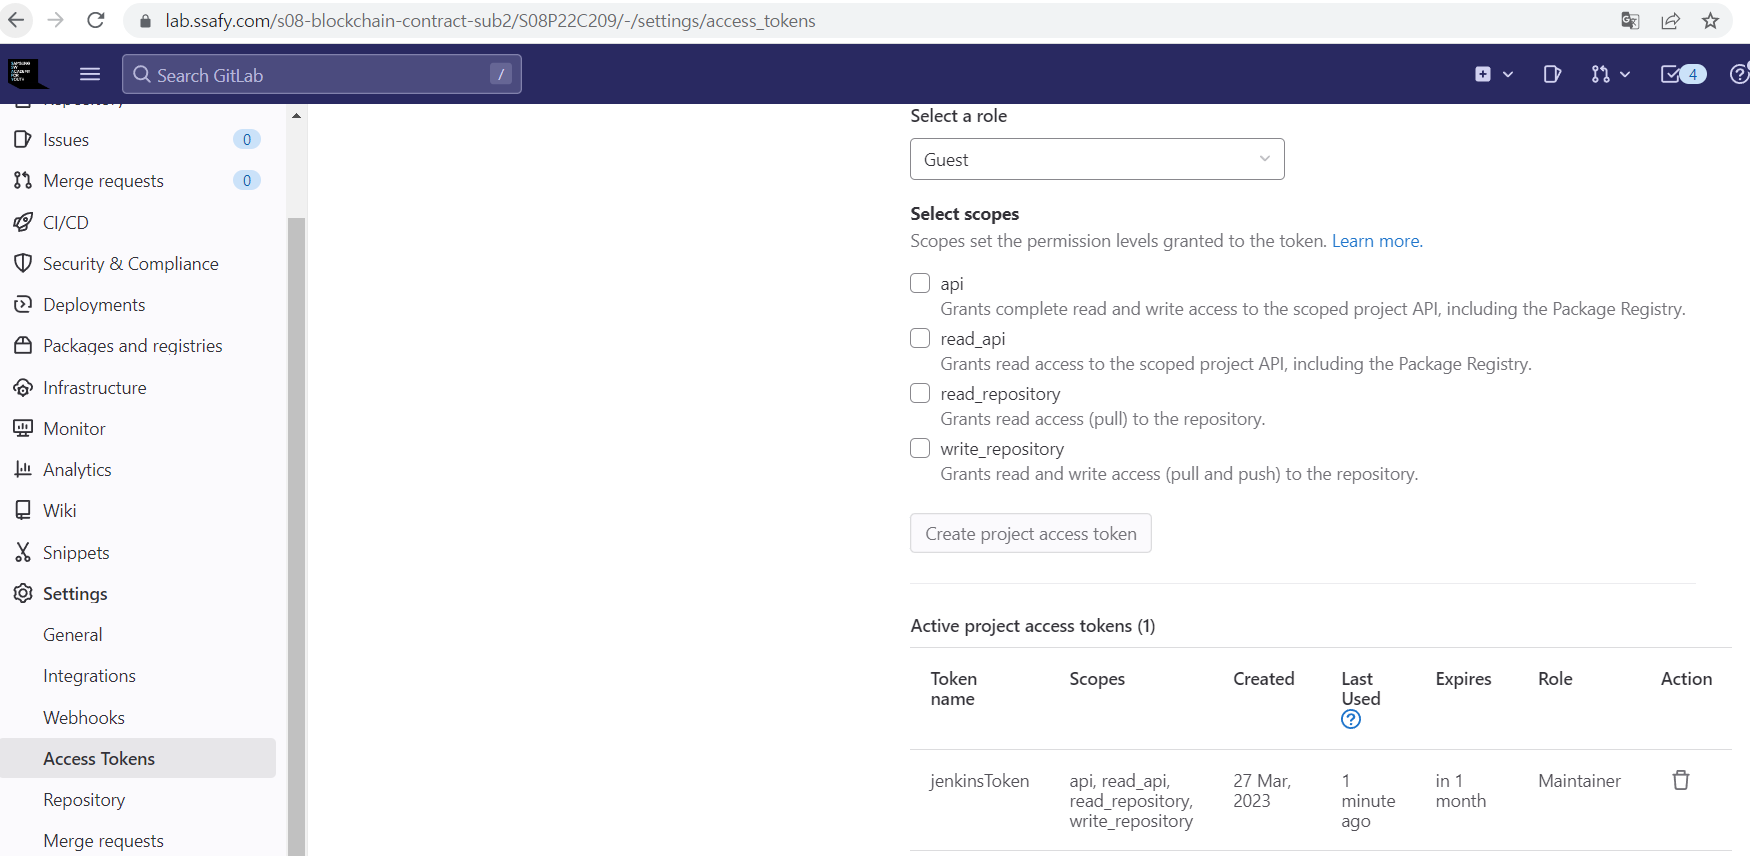 lab.ssafy.com/s08-blockchain-contract-sub2/S08P22C209/-/settings/access_tokens
SAMSUNG
SW
ACADEMY
FOR
YOUTH
Search GitLab
/
4
Repository
Issues
0
Merge requests
0
CI/CD
Security & Compliance
Deployments
Packages and registries
Infrastructure
Monitor
Analytics
Wiki
Snippets
Settings
General
Integrations
Webhooks
Access Tokens
Repository
Merge requests
Select a role
Guest
Select scopes
Scopes set the permission levels granted to the token. Learn more.
api
Grants complete read and write access to the scoped project API, including the Package Registry.
read_api
Grants read access to the scoped project API, including the Package Registry.
read_repository
Grants read access (pull) to the repository.
write_repository
Grants read and write access (pull and push) to the repository.
Create project access token
Active project access tokens (1)
Token name
Scopes
Created
Last Used
Expires
Role
Action
jenkinsToken
api, read_api,
read_repository,
write_repository
27 Mar,
2023
1
minute
ago
in 1
month
Maintainer